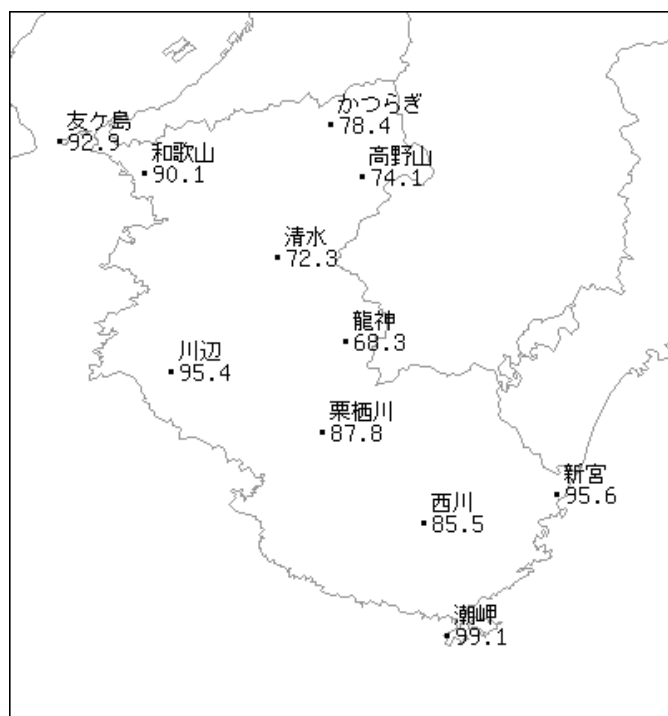 かつらぎ
78.4
友ケ島
92.9
和歌山
90.1
高野山
74.1
清水
72.3
龍神
68.3
川辺
95.4
栗栖川
87.8
新宮
95.6
西川
85.5
潮岬
99.1